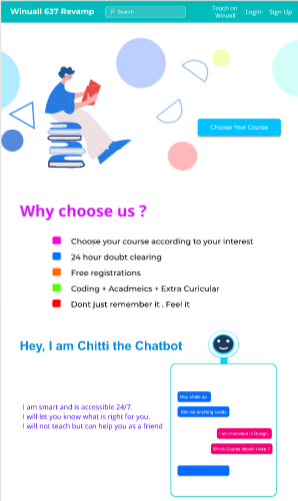 Winuall 637 Revamp
Search
Teach on
Winuall
Login
Sign Up
Choose Your Course
Why choose us ?
Choose your course according to your interest
24 hour doubt clearing
Free registrations
Coding + Acadmeics + Extra Curicular
Dont just remember it . Feel it
Hey, I am Chitti the Chatbot
I am smart and is accessible 24/7.
I will let you know what is right for you.
I will not teach but can help you as a friend
Hey whats up
Ask me anything buddy
I am interested in Design.
Which Course should I take ?